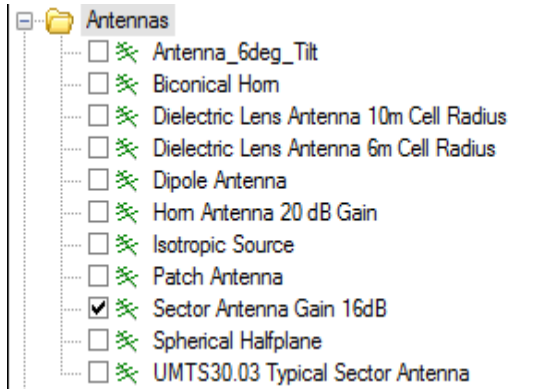 Antennas
Antenna_6deg_Tilt
Biconical Horn
Dielectric Lens Antenna 10m Cell Radius
Dielectric Lens Antenna 6m Cell Radius
Dipole Antenna
Horn Antenna 20 dB Gain
Isotropic Source
Patch Antenna
Sector Antenna Gain 16dB
Spherical Halfplane
UMTS30.03 Typical Sector Antenna